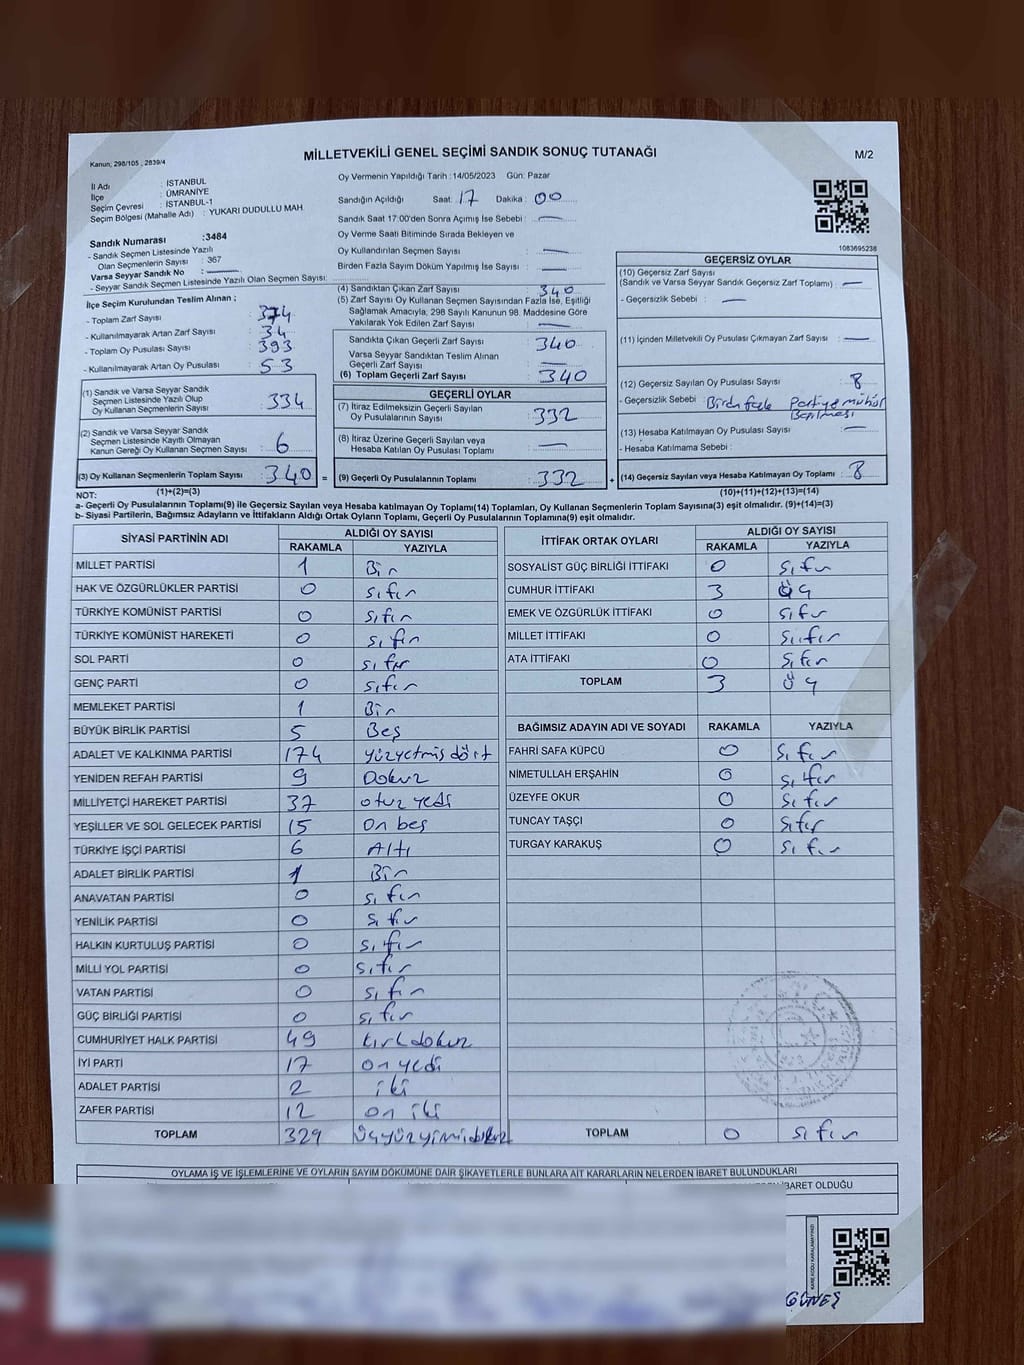 Kanun, 298/105 , 2839/4
MİLLETVEKİLİ GENEL SEÇİMİ SANDIK SONUÇ TUTANAĞI
M/2
İl Adı : İSTANBUL
İlçe : ÜMRANİYE
Seçim Çevresi : İSTANBUL-1
Seçim Bölgesi (Mahalle Adı) : YUKARI DUDULLU MAH.
Sandık Numarası :3484
- Sandık Seçmen Listesinde Yazılı
Olan Seçmenlerin Sayısı : 367
Varsa Seyyar Sandık No :
- Seyyar Sandık Seçmen Listesinde Yazılı Olan Seçmen Sayısı:
İlçe Seçim Kurulundan Teslim Alınan ;
- Toplam Zarf Sayısı : 374
- Kullanılmayarak Artan Zarf Sayısı : 34
- Toplam Oy Pusulası Sayısı : 393
- Kullanılmayarak Artan Oy Pusulası : 53
(1) Sandık ve Varsa Seyyar Sandık
Seçmen Listesinde Yazılı Olup
Oy Kullanan Seçmenlerin Sayısı : 334
(2) Sandık ve Varsa Seyyar Sandık
Seçmen Listesinde Kayıtlı Olmayan
Kanun Gereği Oy Kullanan Seçmen Sayısı : 6
(3) Oy Kullanan Seçmenlerin Toplam Sayısı : 340 =
(1)+(2)=(3)
Oy Vermenin Yapıldığı Tarih :14/05/2023 Gün: Pazar
Sandığın Açıldığı Saat: 17 Dakika : 00
Sandık Saat 17:00'den Sonra Açımış İse Sebebi :
Oy Verme Saati Bitiminde Sırada Bekleyen ve
Oy Kullandırılan Seçmen Sayısı :
Birden Fazla Sayım Döküm Yapılmış İse Sayısı :
(4) Sandıktan Çıkan Zarf Sayısı : 340
(5) Zarf Sayısı Oy Kullanan Seçmen Sayısından Fazla İse, Eşitliği
Sağlamak Amacıyla; 298 Sayılı Kanunun 98. Maddesine Göre
Yakılarak Yok Edilen Zarf Sayısı :
Sandıkta Çıkan Geçerli Zarf Sayısı : 340
Varsa Seyyar Sandıktan Teslim Alınan
Geçerli Zarf Sayısı :
(6) Toplam Geçerli Zarf Sayısı : 340
GEÇERLİ OYLAR
(7) İtiraz Edilmeksizin Geçerli Sayılan
Oy Pusulalarının Sayısı : 332
(8) İtiraz Üzerine Geçerli Sayılan veya
Hesaba Katılan Oy Pusulası Toplamı :
(9) Geçerli Oy Pusulalarının Toplamı : 332 +
1083695238
GEÇERSİZ OYLAR
(10) Geçersiz Zarf Sayısı
(Sandık ve Varsa Seyyar Sandık Geçersiz Zarf Toplamı) :
- Geçersizlik Sebebi :
(11) İçinden Milletvekili Oy Pusulası Çıkmayan Zarf Sayısı :
(12) Geçersiz Sayılan Oy Pusulası Sayısı : 8
- Geçersizlik Sebebi : Birden fazla Partiye mühür
Basılması
(13) Hesaba Katılmayan Oy Pusulası Sayısı :
- Hesaba Katılmama Sebebi :
(14) Geçersiz Sayılan veya Hesaba Katılmayan Oy Toplamı : 8
(10)+(11)+(12)+(13)=(14)
NOT:
a- Geçerli Oy Pusulalarının Toplamı(9) ile Geçersiz Sayılan veya Hesaba katılmayan Oy Toplamı(14) Toplamları, Oy Kullanan Seçmenlerin Toplam Sayısına(3) eşit olmalıdır. (9)+(14)=(3)
b- Siyasi Partilerin, Bağımsız Adayların ve İttifakların Aldığı Ortak Oyların Toplamı, Geçerli Oy Pusulalarının Toplamına(9) eşit olmalıdır.
SİYASİ PARTİNİN ADI ALDIĞI OY SAYISI
RAKAMLA YAZIYLA
MİLLET PARTİSİ 1 Bir
HAK VE ÖZGÜRLÜKLER PARTİSİ 0 sıfır
TÜRKİYE KOMÜNİST PARTİSİ 0 sıfır
TÜRKİYE KOMÜNİST HAREKETİ 0 sıfır
SOL PARTİ 0 sıfır
GENÇ PARTİ 0 sıfır
MEMLEKET PARTİSİ 1 Bir
BÜYÜK BİRLİK PARTİSİ 5 Beş
ADALET VE KALKINMA PARTİSİ 174 yüzyetmiş dört
YENİDEN REFAH PARTİSİ 9 Dokuz
MİLLİYETÇİ HAREKET PARTİSİ 37 otuz yedi
YEŞİLLER VE SOL GELECEK PARTİSİ 15 On beş
TÜRKİYE İŞÇİ PARTİSİ 6 Altı
ADALET BİRLİK PARTİSİ 1 Bir
ANAVATAN PARTİSİ 0 sıfır
YENİLİK PARTİSİ 0 sıfır
HALKIN KURTULUŞ PARTİSİ 0 sıfır
MİLLİ YOL PARTİSİ 0 sıfır
VATAN PARTİSİ 0 sıfır
GÜÇ BİRLİĞİ PARTİSİ 0 sıfır
CUMHURİYET HALK PARTİSİ 49 kırk dokuz
İYİ PARTİ 17 on yedi
ADALET PARTİSİ 2 iki
ZAFER PARTİSİ 12 on iki
TOPLAM 329 üçyüzyirmidokuz
İTTİFAK ORTAK OYLARI ALDIĞI OY SAYISI
RAKAMLA YAZIYLA
SOSYALİST GÜÇ BİRLİĞİ İTTİFAKI 0 sıfır
CUMHUR İTTİFAKI 3 üç
EMEK VE ÖZGÜRLÜK İTTİFAKI 0 sıfır
MİLLET İTTİFAKI 0 sıfır
ATA İTTİFAKI 0 sıfır
TOPLAM 3 üç
BAĞIMSIZ ADAYIN ADI VE SOYADI RAKAMLA YAZIYLA
FAHRİ SAFA KÜPCÜ 0 sıfır
NİMETULLAH ERŞAHİN 0 sıfır
ÜZEYFE OKUR 0 sıfır
TUNCAY TAŞÇI 0 sıfır
TURGAY KARAKUŞ 0 sıfır
TOPLAM 0 sıfır
OYLAMA İŞ VE İŞLEMLERİNE VE OYLARIN SAYIM DÖKÜMÜNE DAİR ŞİKAYETLERLE BUNLARA AİT KARARLARIN NELERDEN İBARET BULUNDUKLARI
İBARET OLDUĞU
GÜNEŞ